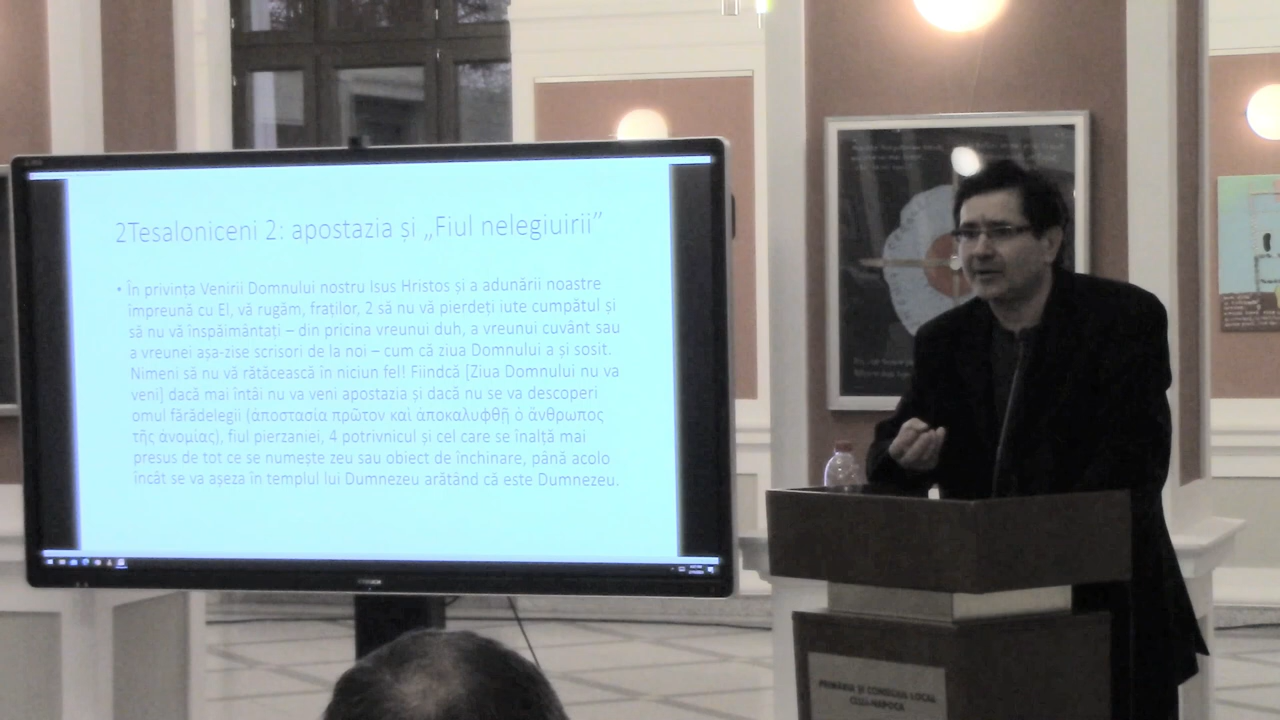 2Tesaloniceni 2: apostazia și „Fiul nelegiuirii”
• În privința Venirii Domnului nostru Isus Hristos și a adunării noastre
împreună cu El, vă rugăm, fraților, 2 să nu vă pierdeți iute cumpătul și
să nu vă înspăimântați – din pricina vreunui duh, a vreunui cuvânt sau
a vreunei așa-zise scrisori de la noi – cum că ziua Domnului a și sosit.
Nimeni să nu vă rătăcească în niciun fel! Fiindcă [Ziua Domnului nu va
veni] dacă mai întâi nu va veni apostazia și dacă nu se va descoperi
omul fărădelegii (ἀποστασία πρῶτον καὶ ἀποκαλυφθῇ ὁ ἄνθρωπος
τῆς ἀνομίας), fiul pierzaniei, 4 potrivnicul și cel care se înalță mai
presus de tot ce se numește zeu sau obiect de închinare, până acolo
încât se va așeza în templul lui Dumnezeu arătând că este Dumnezeu.
PRIMĂRIA ȘI CONSILIUL LOCAL
CLUJ-NAPOCA